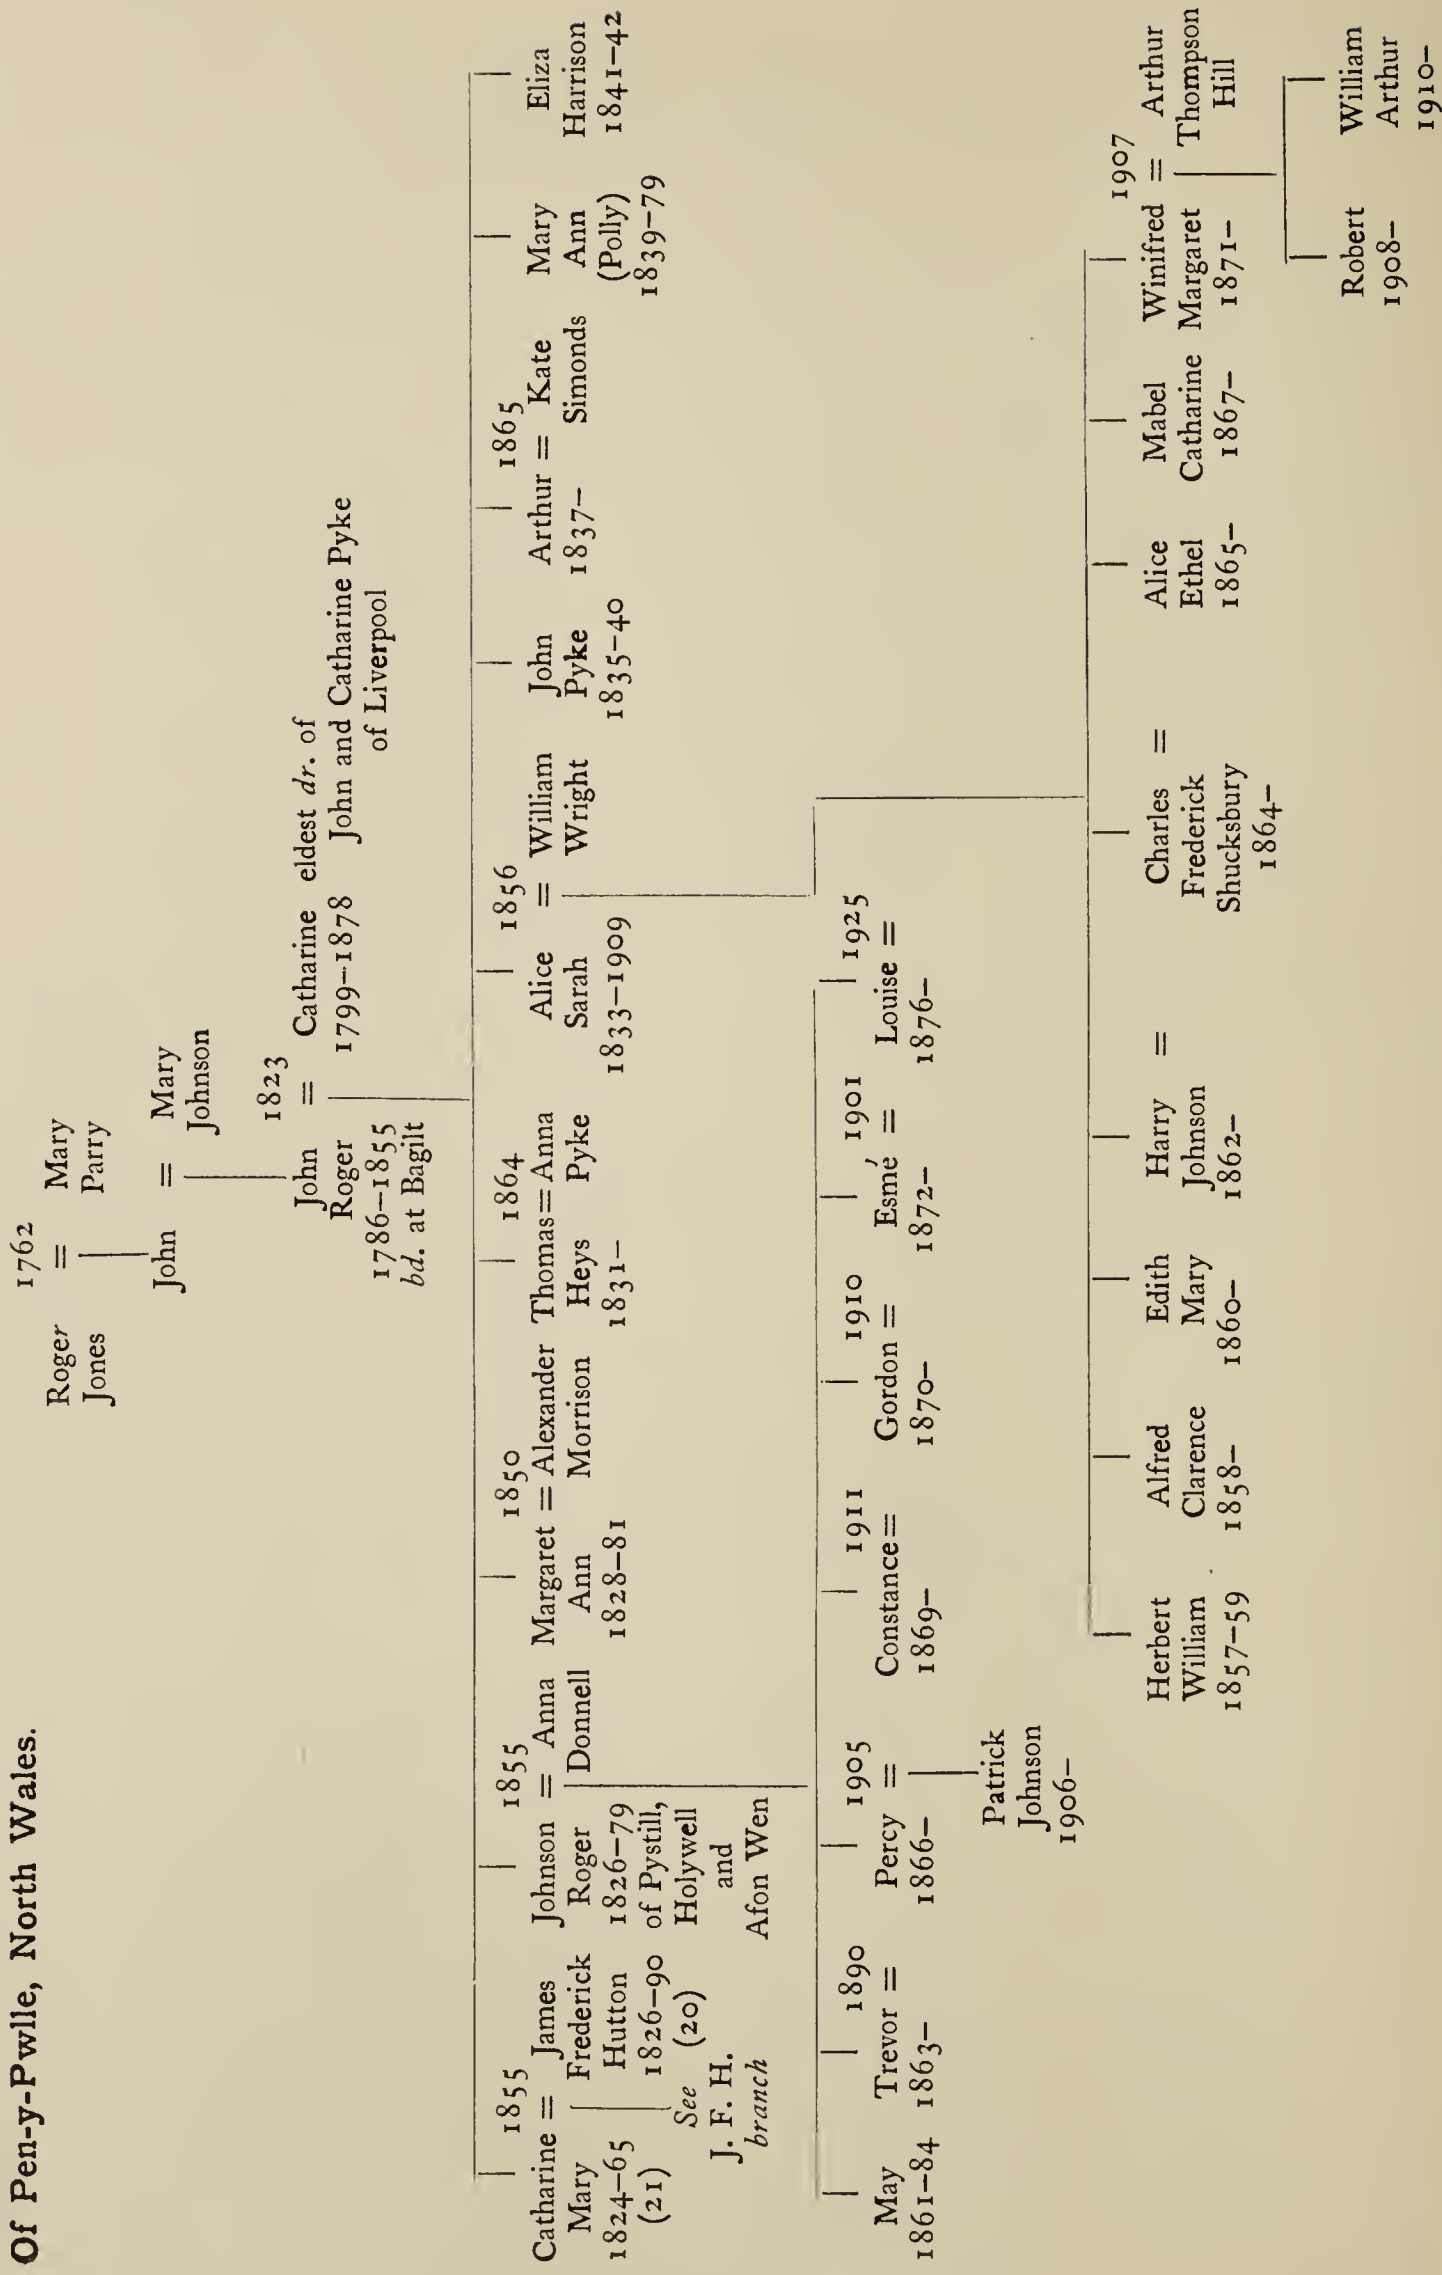 Of Pen-y-Pwlle, North Wales.
1762
Roger = Mary
Jones Parry
John = Mary
Johnson
1823
John = Catharine eldest dr. of
Roger 1799–1878 John and Catharine Pyke
1786–1855 of Liverpool
bd. at Bagilt
1855 1855 1850 1864 1856 1865
Catharine = James Johnson = Anna Margaret = Alexander Thomas = Anna Alice = William John Arthur = Kate Mary Eliza
Mary Frederick Roger Donnell Ann Morrison Heys Pyke Sarah Wright Pyke 1837– Simonds Ann Harrison
1824–65 Hutton 1826–79 1828–81 1831– 1833–1909 1835–40 (Polly) 1841–42
(21) 1826–90 of Pystill, 1839–79
See (20) Holywell
J. F. H. and
branch Afon Wen
1890 1905 1911 1910 1901 1925
May Trevor = Percy = Constance = Gordon = Esmé = Louise =
1861–84 1863– 1866– 1869– 1870– 1872– 1876–
Patrick
Johnson
1906–
1907
Herbert Alfred Edith Harry = Charles = Alice Mabel Winifred = Arthur
William Clarence Mary Johnson Frederick Ethel Catharine Margaret Thompson
1857–59 1858– 1860– 1862– Shucksbury 1865– 1867– 1871– Hill
1864–
Robert William
1908– Arthur
1910–